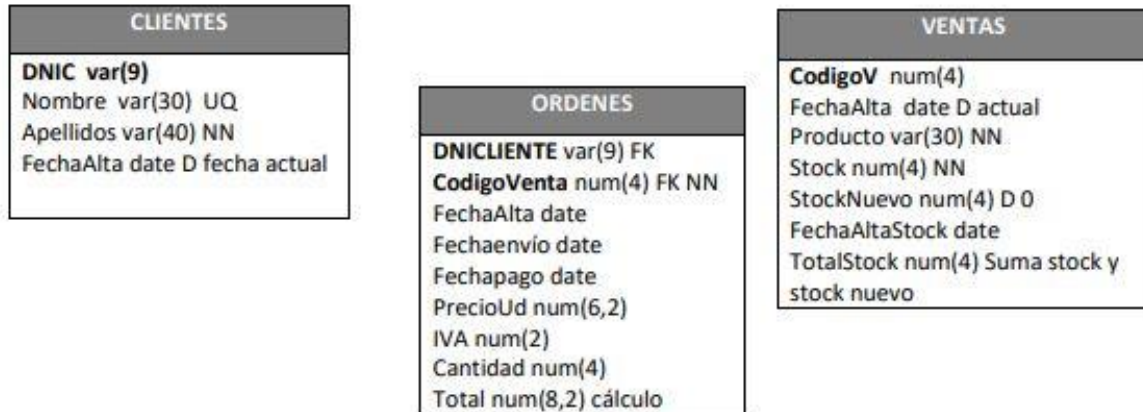 CLIENTES
DNIC var(9)
Nombre var(30) UQ
Apellidos var(40) NN
FechaAlta date D fecha actual
ORDENES
DNICLIENTE var(9) FK
CodigoVenta num(4) FK NN
FechaAlta date
Fechaenvío date
Fechapago date
PrecioUd num(6,2)
IVA num(2)
Cantidad num(4)
Total num(8,2) cálculo
VENTAS
CodigoV num(4)
FechaAlta date D actual
Producto var(30) NN
Stock num(4) NN
StockNuevo num(4) D 0
FechaAltaStock date
TotalStock num(4) Suma stock y
stock nuevo